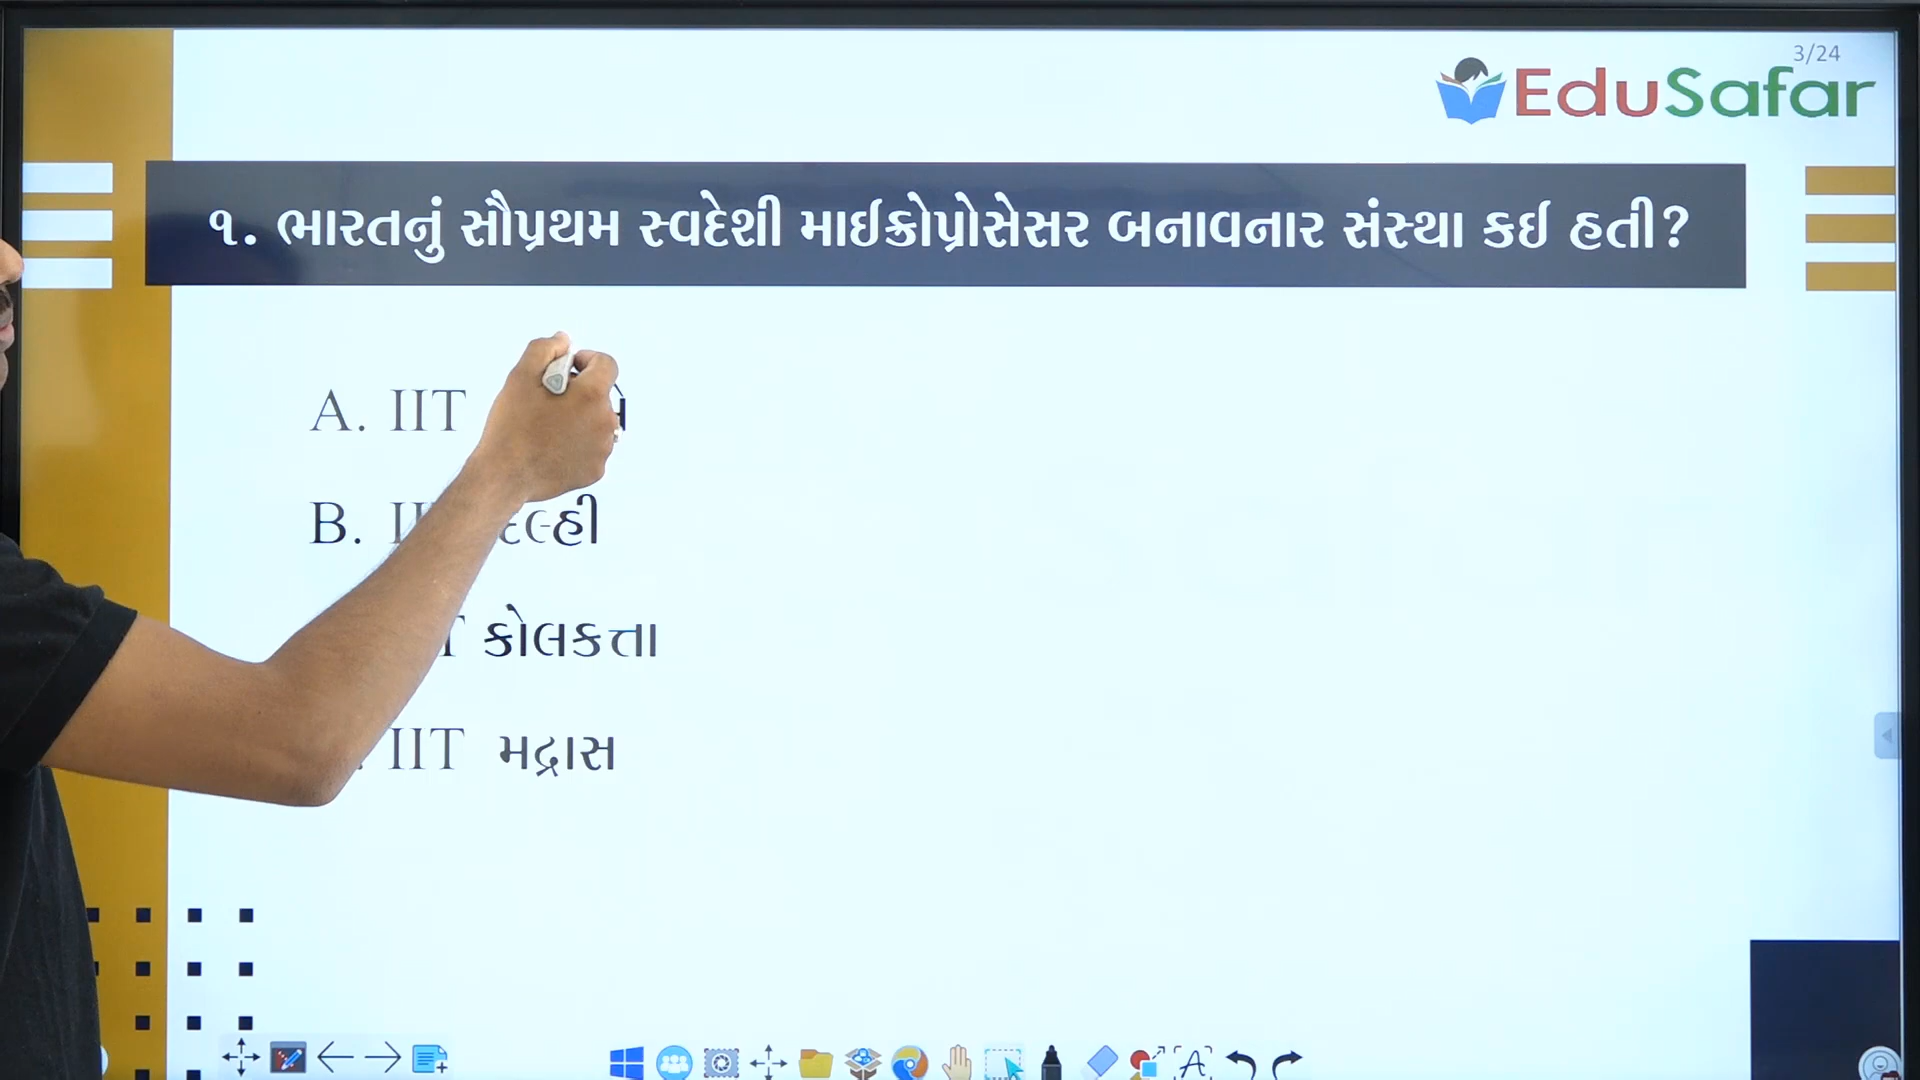 3/24
EduSafar
૧. ભારતનું સૌપ્રથમ સ્વદેશી માઈક્રોપ્રોસેસર બનાવનાર સંસ્થા કઈ હતી?
A. IIT
B.
કોલકત્તા
IIT મદ્રાસ